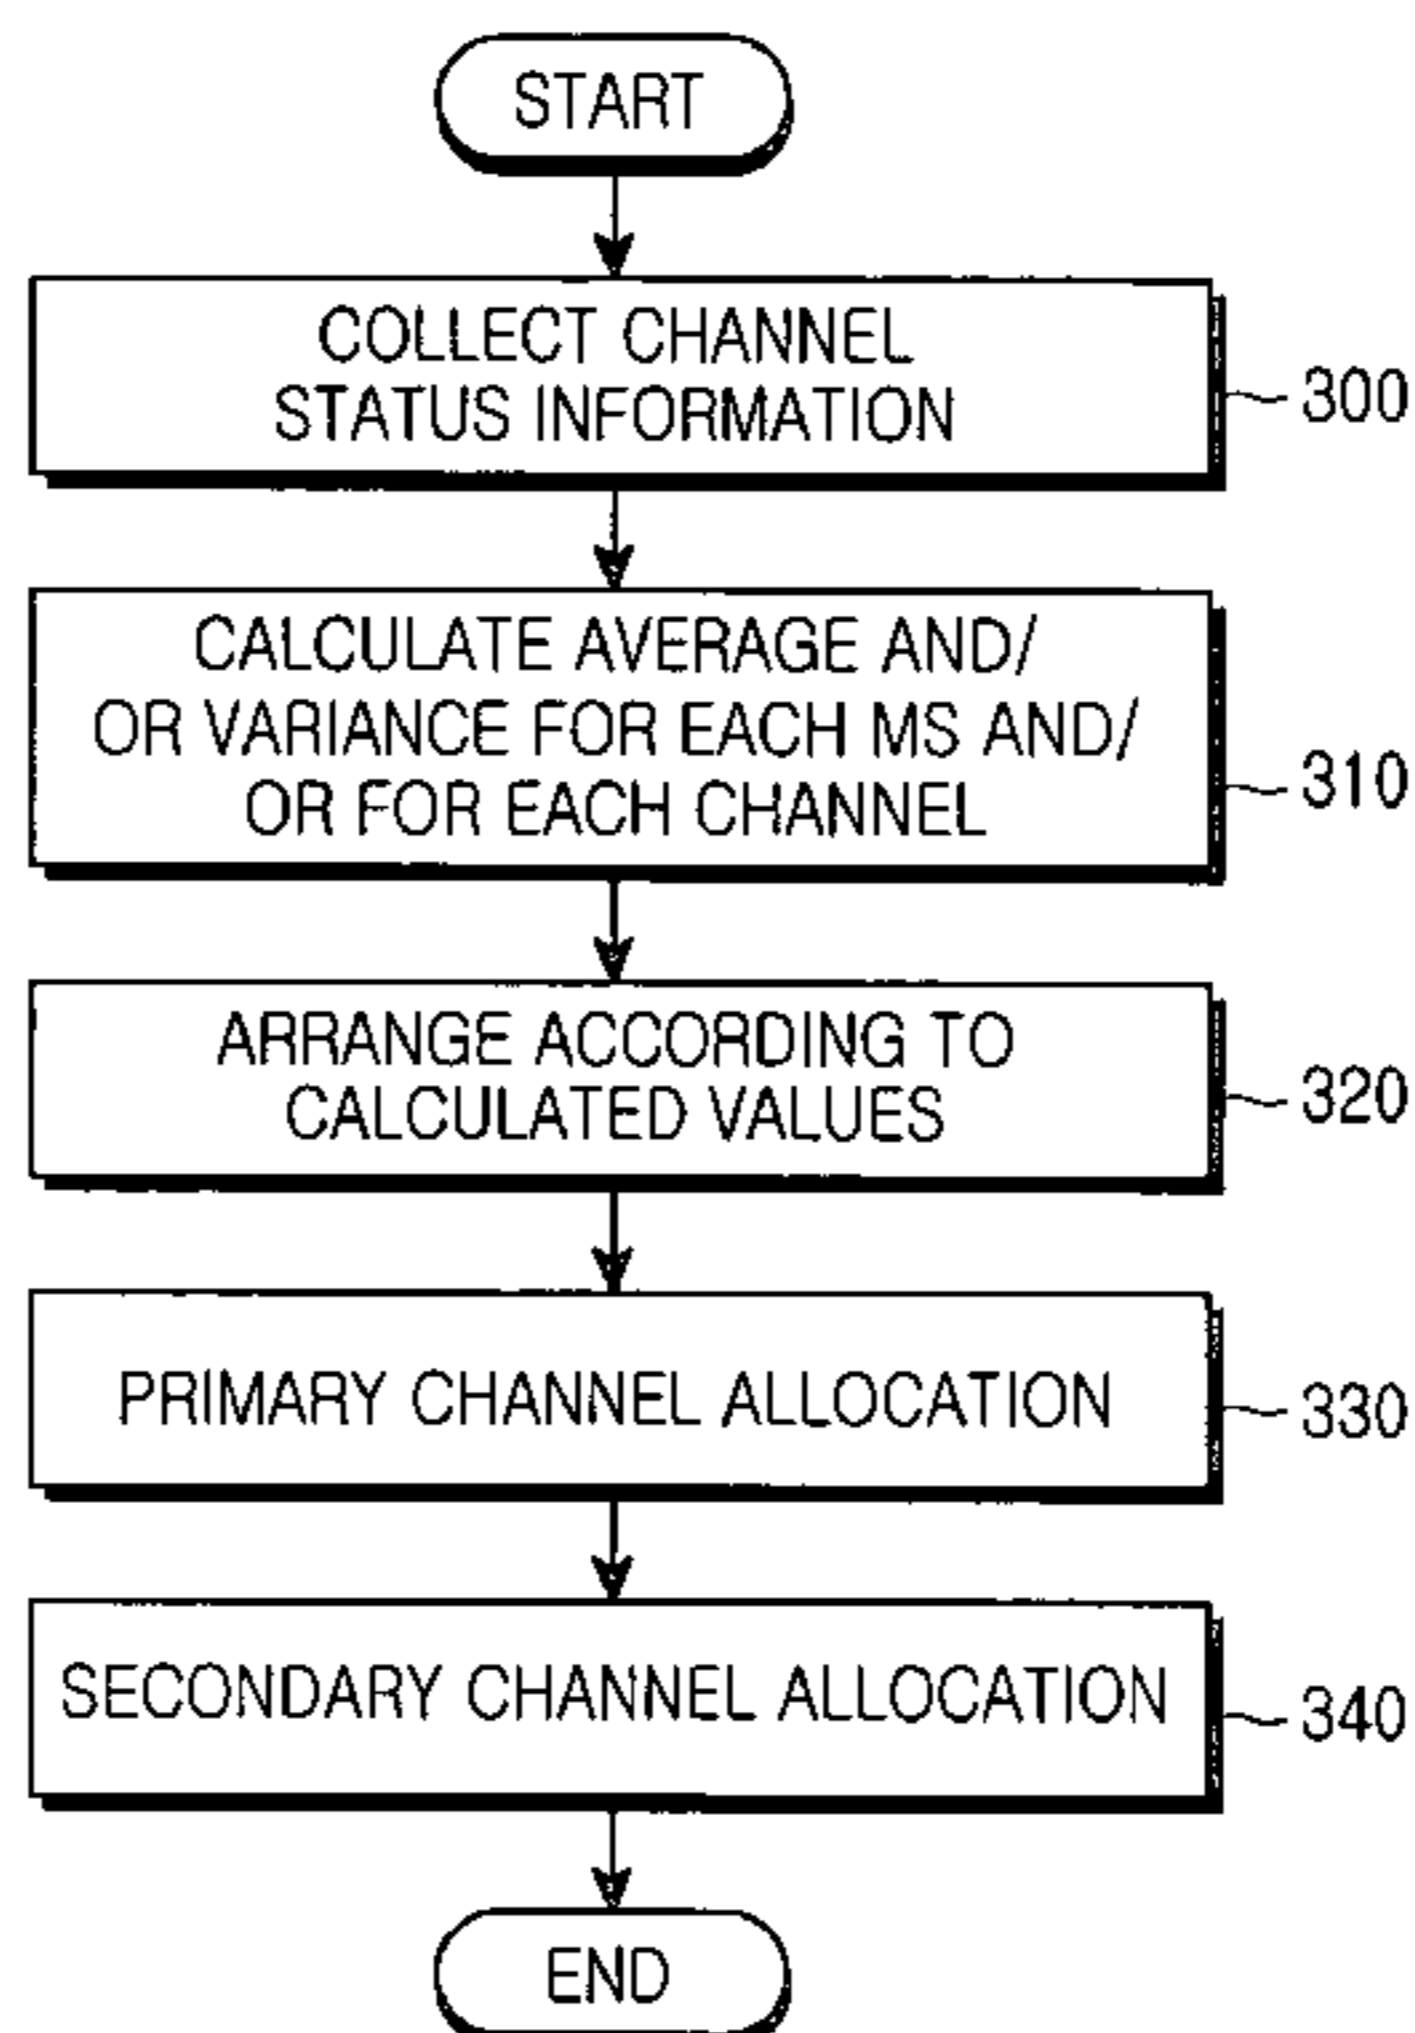 START
COLLECT CHANNEL
STATUS INFORMATION
300
CALCULATE AVERAGE AND/
OR VARIANCE FOR EACH MS AND/
OR FOR EACH CHANNEL
310
ARRANGE ACCORDING TO
CALCULATED VALUES
320
PRIMARY CHANNEL ALLOCATION
330
SECONDARY CHANNEL ALLOCATION
340
END